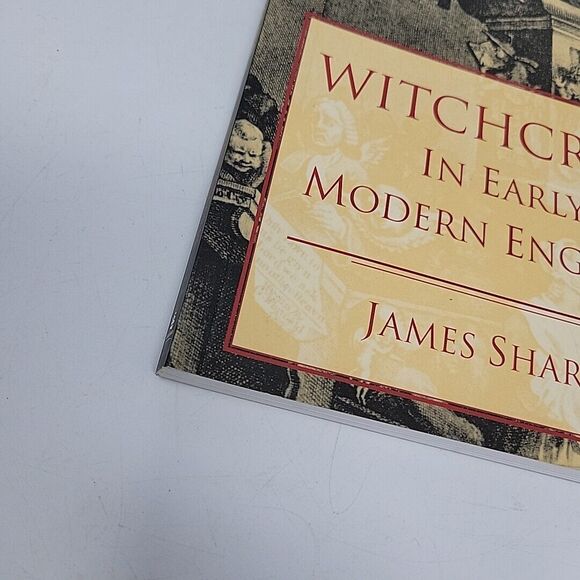 WITCHCR
IN EARLY
MODERN ENG
JAMES SHAR